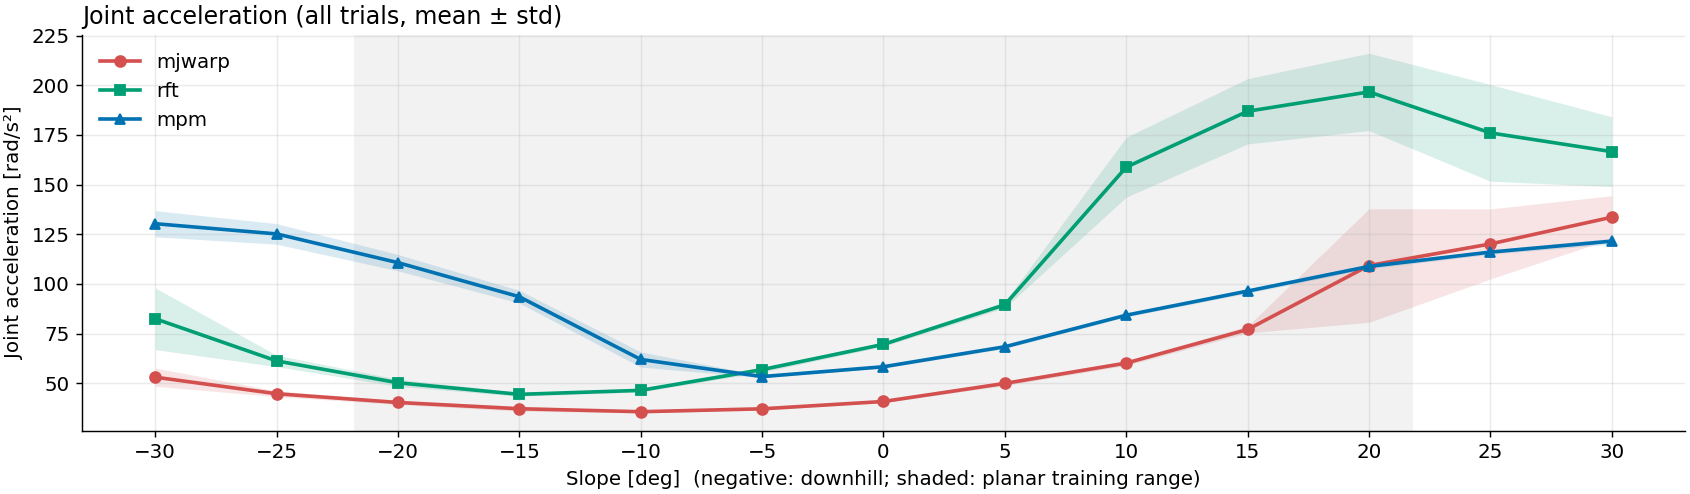 Joint acceleration (all trials, mean ± std)
Joint acceleration [rad/s²]
225
200
175
150
125
100
75
50
mjwarp
rft
mpm
−30 −25 −20 −15 −10 −5 0 5 10 15 20 25 30
Slope [deg]  (negative: downhill; shaded: planar training range)